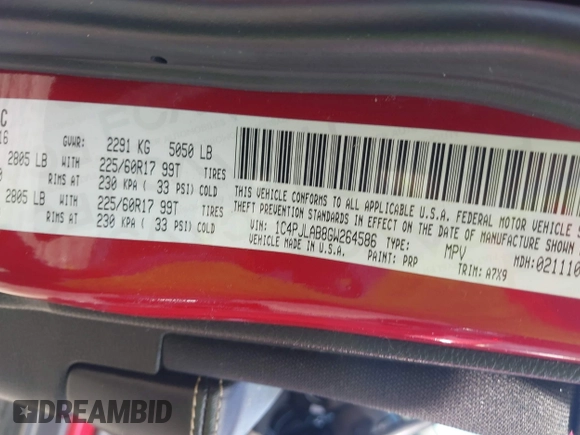 C
16
GVWR: 2291 KG 5050 LB
2805 LB WITH 225/60R17 99T TIRES
RIMS AT 230 KPA ( 33 PSI) COLD
2805 LB WITH 225/60R17 99T TIRES
RIMS AT 230 KPA ( 33 PSI) COLD
THIS VEHICLE CONFORMS TO ALL APPLICABLE U.S.A. FEDERAL MOTOR VEHICLE S
THEFT PREVENTION STANDARDS IN EFFECT ON THE DATE OF MANUFACTURE
VIN: 1C4PJLAB8GW264586 TYPE: MPV MDH:021110
MADE IN U.S.A. PAINT: PRP TRIM: A7X9
DREAMBID